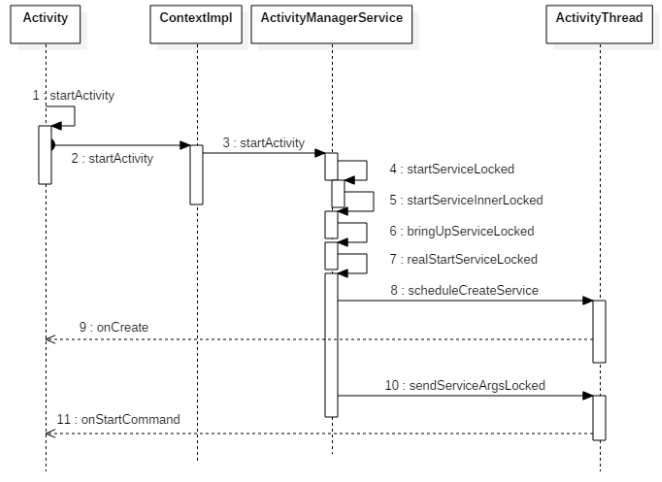 Activity
ContextImpl
ActivityManagerService
ActivityThread
1 : startActivity
2 : startActivity
3 : startActivity
4 : startServiceLocked
5 : startServiceInnerLocked
6 : bringUpServiceLocked
7 : realStartServiceLocked
8 : scheduleCreateService
9 : onCreate
10 : sendServiceArgsLocked
11 : onStartCommand